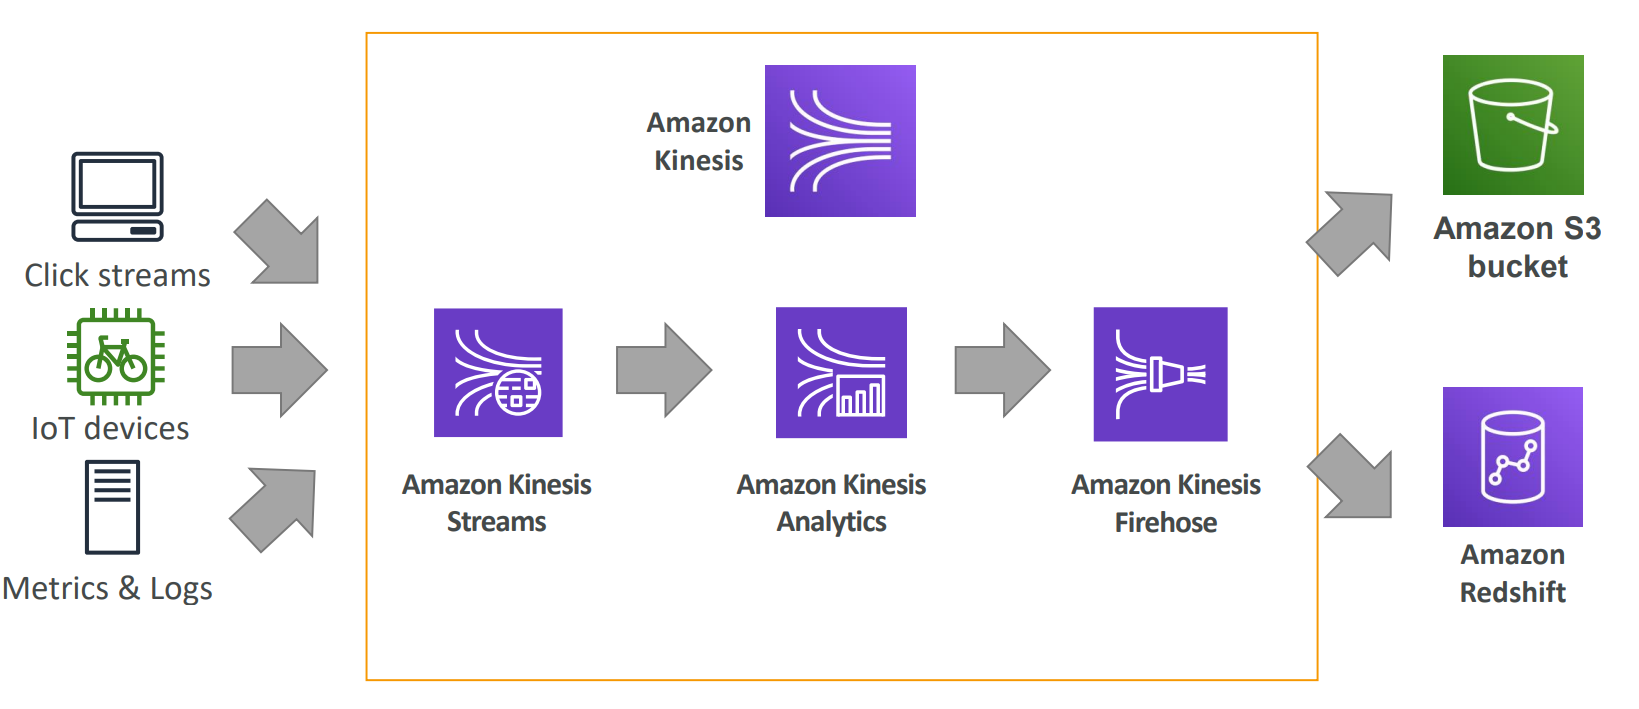 Click streams
IoT devices
Metrics & Logs
Amazon
Kinesis
Amazon Kinesis
Streams
Amazon Kinesis
Analytics
Amazon Kinesis
Firehose
Amazon S3
bucket
Amazon
Redshift